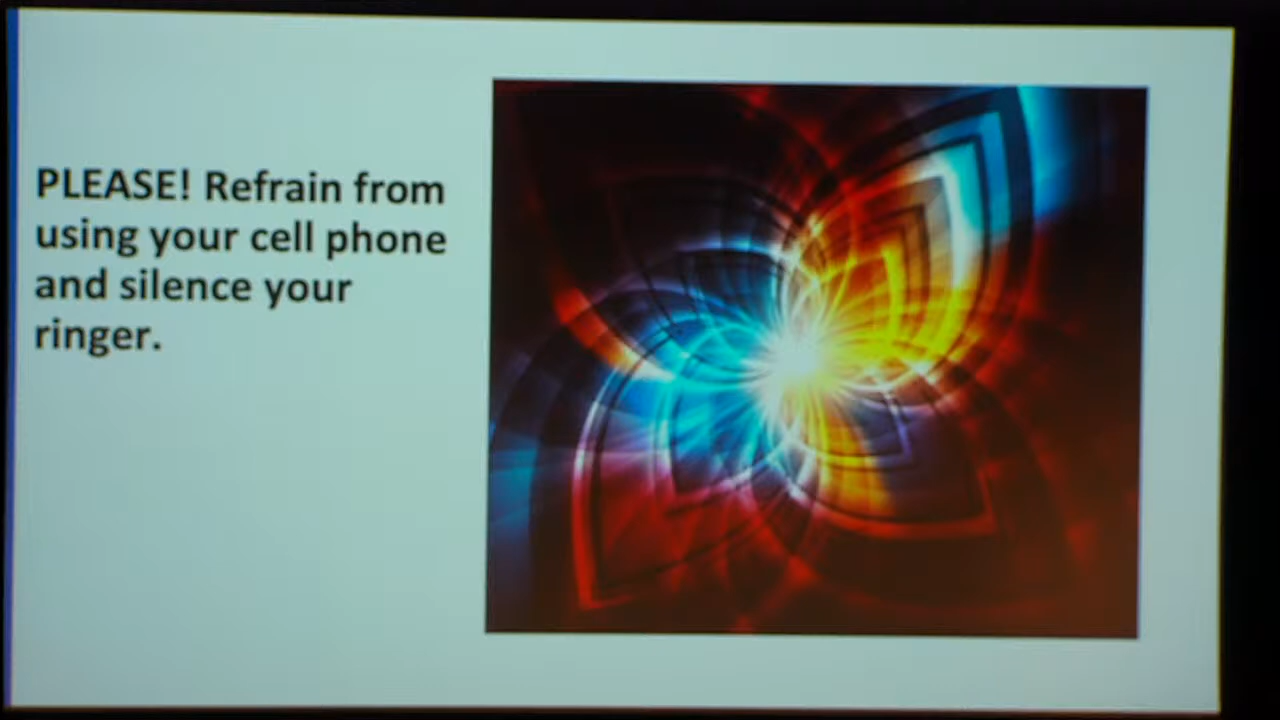 PLEASE! Refrain from
using your cell phone
and silence your
ringer.